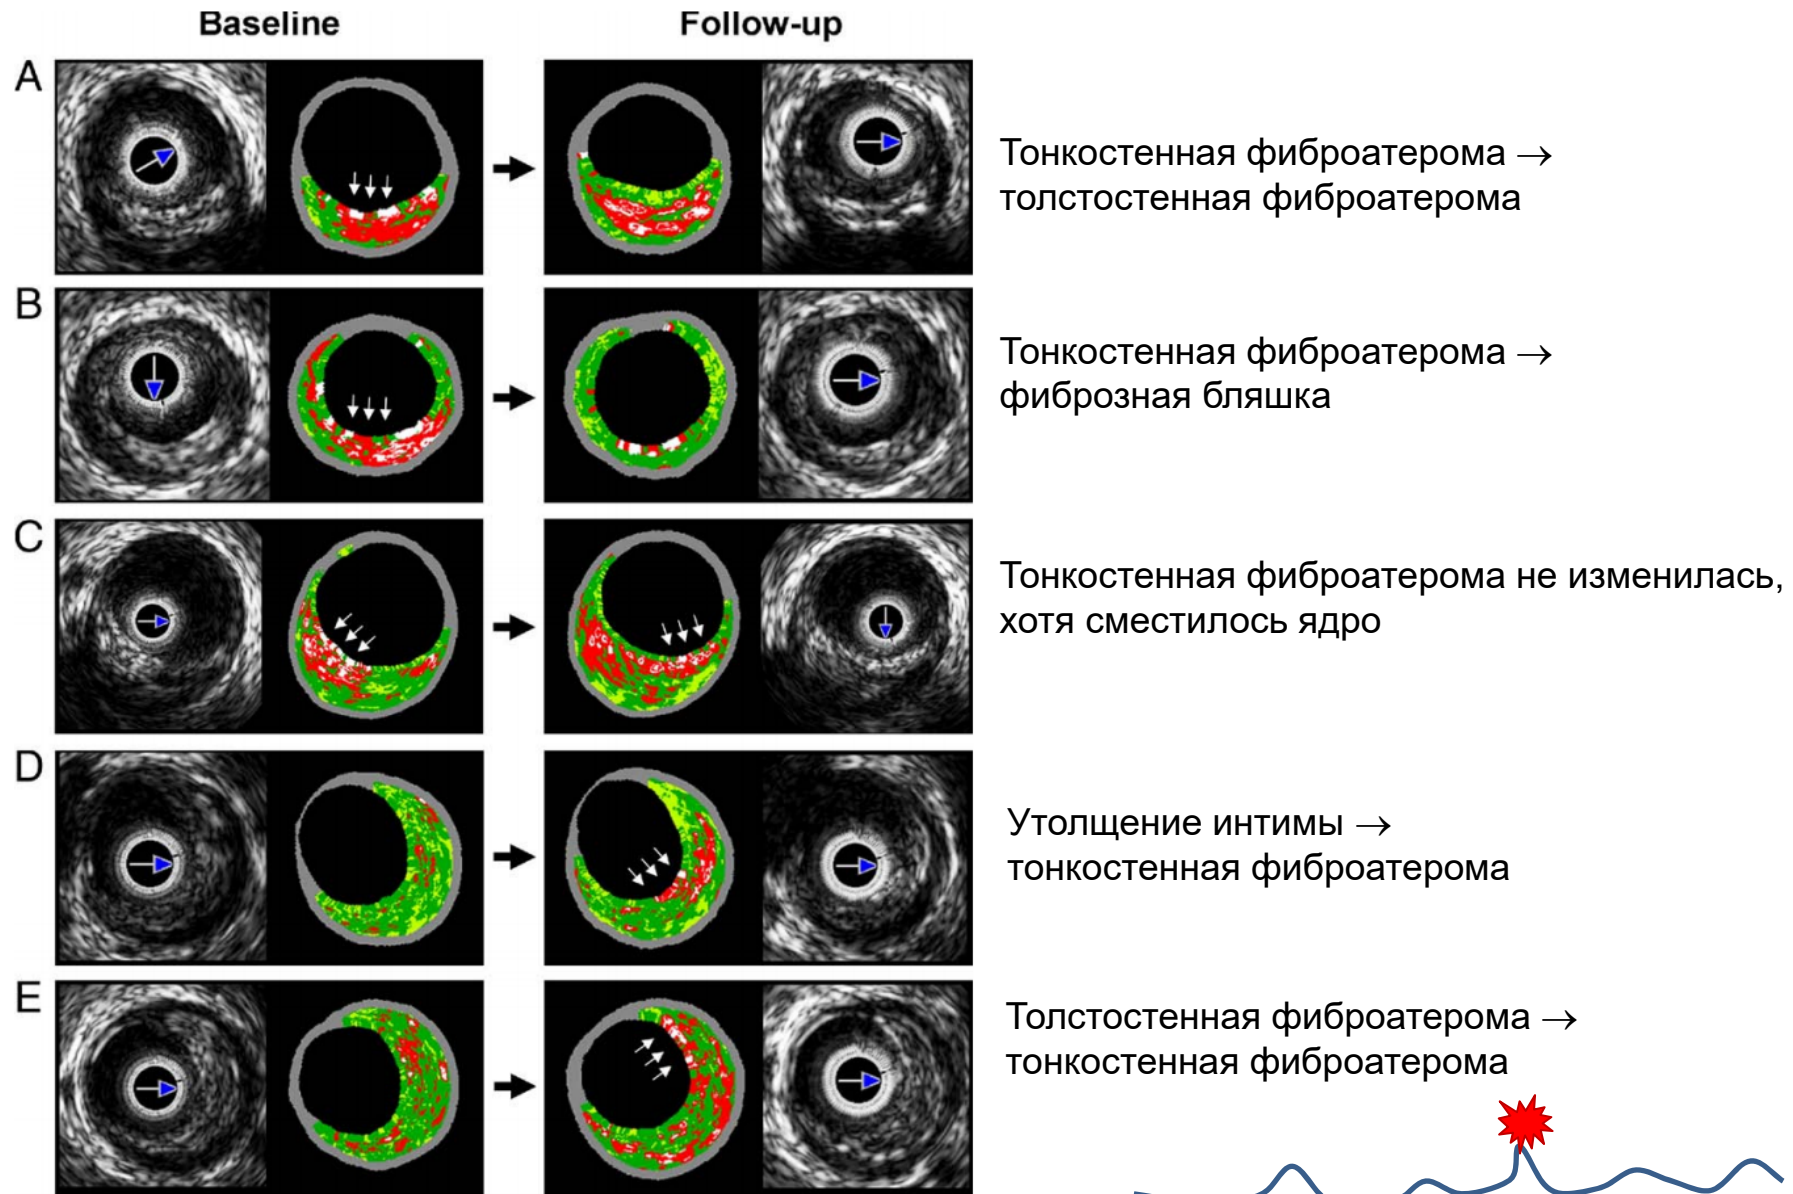 Baseline
Follow-up
A
Тонкостенная фиброатерома →
толстостенная фиброатерома
B
Тонкостенная фиброатерома →
фиброзная бляшка
C
Тонкостенная фиброатерома не изменилась,
хотя сместилось ядро
D
Утолщение интимы →
тонкостенная фиброатерома
E
Толстостенная фиброатерома →
тонкостенная фиброатерома